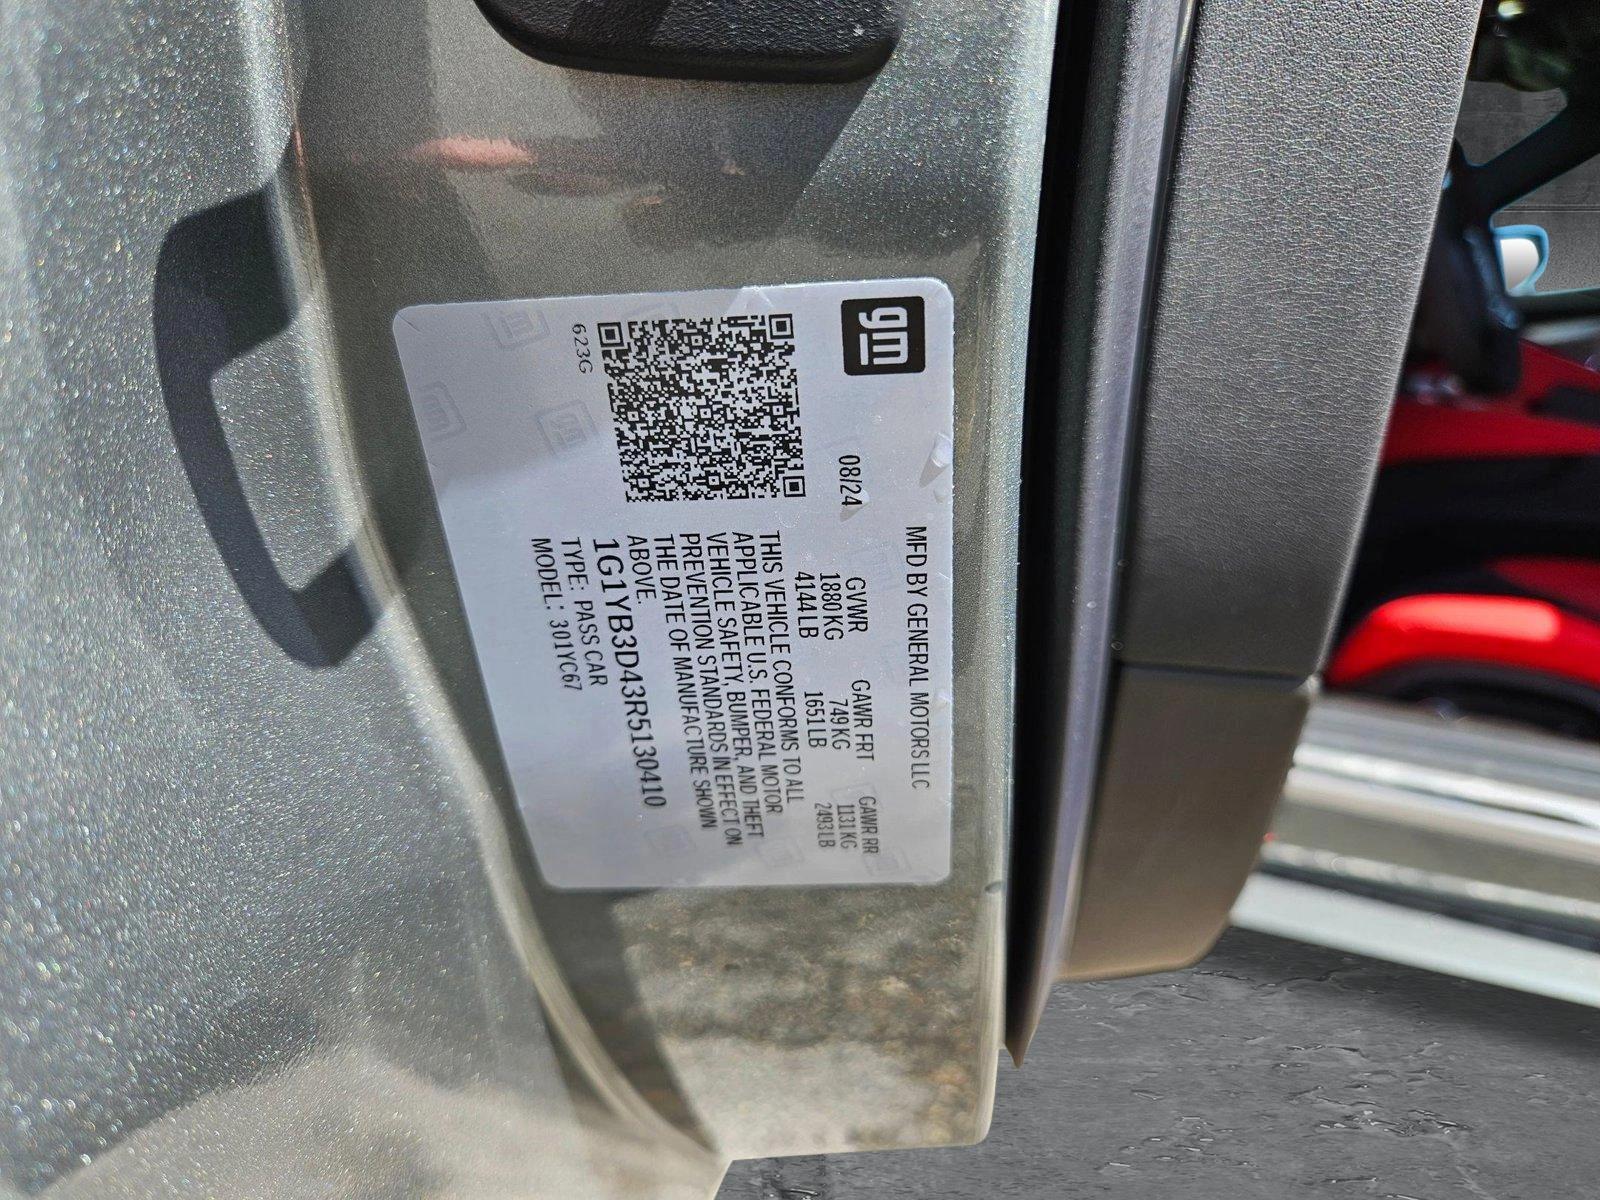 gm
MFD BY GENERAL MOTORS LLC
08/24
GVWR GAWR FRT GAWR RR
1880 KG 749 KG 1131 KG
4144 LB 1651 LB 2493 LB
THIS VEHICLE CONFORMS TO ALL
APPLICABLE U.S. FEDERAL MOTOR
VEHICLE SAFETY, BUMPER, AND THEFT
PREVENTION STANDARDS IN EFFECT ON
THE DATE OF MANUFACTURE SHOWN
ABOVE.
1G1YB3D43R5130410
TYPE: PASS CAR
MODEL: 301YC67
623G